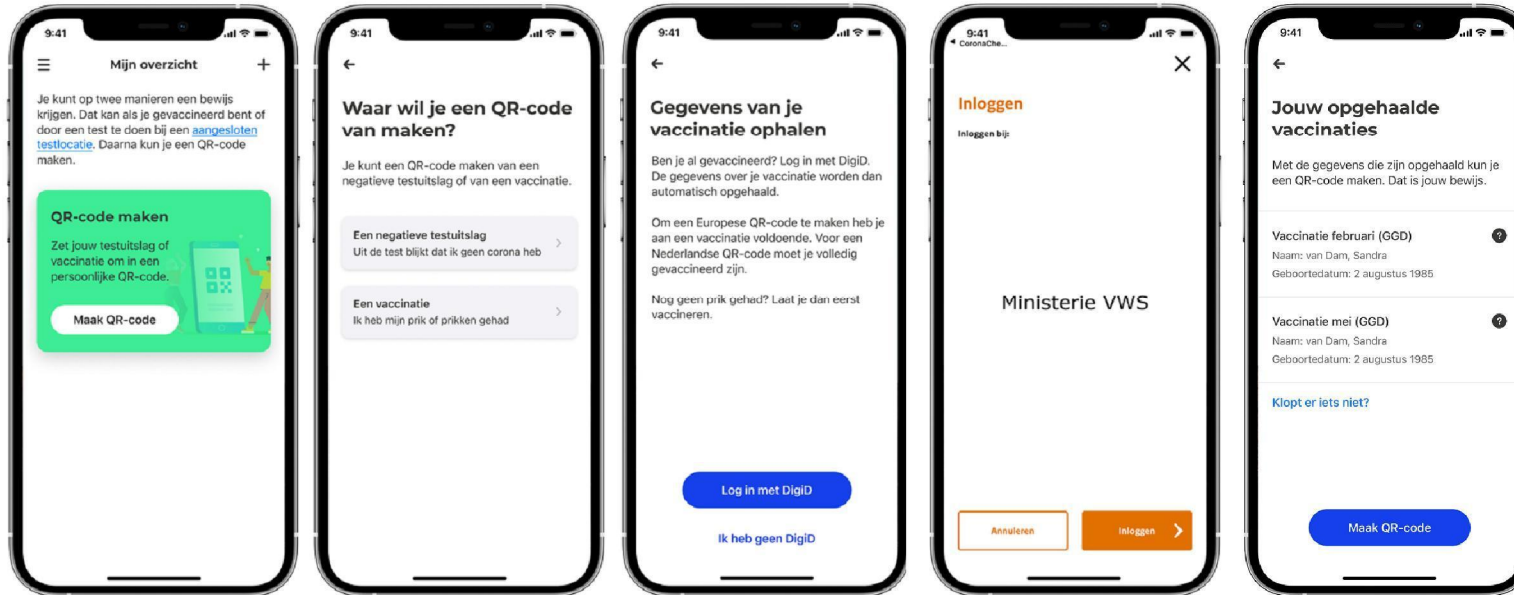 9:41
Mijn overzicht
Je kunt op twee manieren een bewijs
krijgen. Dat kan als je gevaccineerd bent of
door een test te doen bij een aangesloten
testlocatie. Daarna kun je een QR-code
maken.
QR-code maken
Zet jouw testuitslag of
vaccinatie om in een
persoonlijke QR-code.
Maak QR-code
9:41
Waar wil je een QR-code
van maken?
Je kunt een QR-code maken van een
negatieve testuitslag of van een vaccinatie.
Een negatieve testuitslag
Uit de test blijkt dat ik geen corona heb
Een vaccinatie
Ik heb mijn prik of prikken gehad
9:41
Gegevens van je
vaccinatie ophalen
Ben je al gevaccineerd? Log in met DigiD.
De gegevens over je vaccinatie worden dan
automatisch opgehaald.
Om een Europese QR-code te maken heb je
aan een vaccinatie voldoende. Voor een
Nederlandse QR-code moet je volledig
gevaccineerd zijn.
Nog geen prik gehad? Laat je dan eerst
vaccineren.
Log in met DigiD
Ik heb geen DigiD
9:41
CoronaChe...
Inloggen
Inloggen bij:
Ministerie VWS
Annuleren
Inloggen
9:41
Jouw opgehaalde
vaccinaties
Met de gegevens die zijn opgehaald kun je
een QR-code maken. Dat is jouw bewijs.
Vaccinatie februari (GGD)
?
Naam: van Dam, Sandra
Geboortedatum: 2 augustus 1985
Vaccinatie mei (GGD)
?
Naam: van Dam, Sandra
Geboortedatum: 2 augustus 1985
Klopt er iets niet?
Maak QR-code